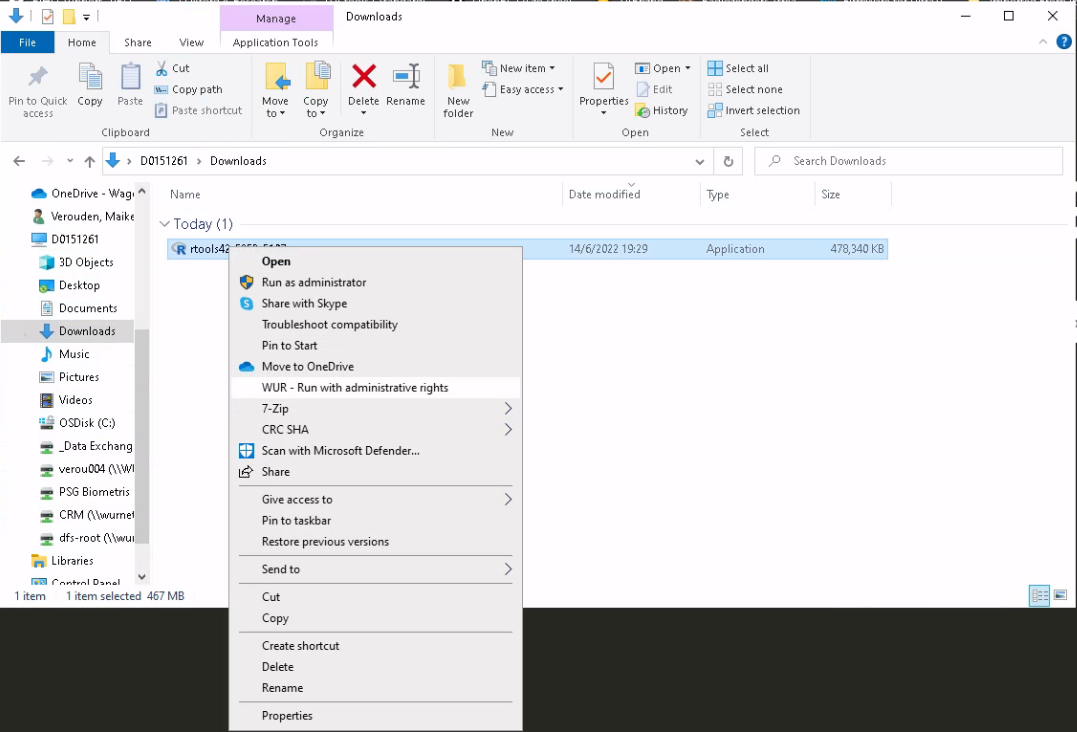 Manage
Downloads
File
Home
Share
View
Application Tools
Pin to Quick access
Copy
Paste
Cut
Copy path
Paste shortcut
Clipboard
Move to
Copy to
Delete
Rename
Organize
New folder
New item
Easy access
New
Properties
Open
Edit
History
Open
Select all
Select none
Invert selection
Select
D0151261 > Downloads
Search Downloads
Name
Date modified
Type
Size
OneDrive - Wage
Verouden, Maike
D0151261
3D Objects
Desktop
Documents
Downloads
Music
Pictures
Videos
OSDisk (C:)
_Data Exchang
verou004 (\\W
PSG Biometris
CRM (\\wurnet
dfs-root (\\wur
Libraries
Control Panel
Today (1)
rtools42
14/6/2022 19:29
Application
478,340 KB
Open
Run as administrator
Share with Skype
Troubleshoot compatibility
Pin to Start
Move to OneDrive
WUR - Run with administrative rights
7-Zip
CRC SHA
Scan with Microsoft Defender...
Share
Give access to
Pin to taskbar
Restore previous versions
Send to
Cut
Copy
Create shortcut
Delete
Rename
Properties
1 item
1 item selected 467 MB